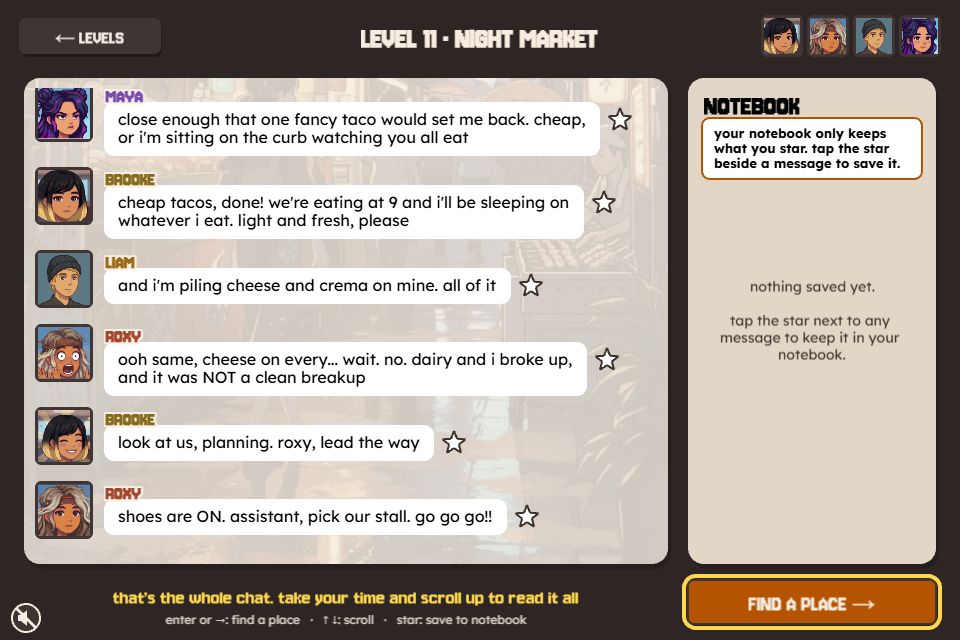 ← LEVELS
LEVEL 11 · NIGHT MARKET
MAYA
close enough that one fancy taco would set me back. cheap,
or i'm sitting on the curb watching you all eat
BROOKE
cheap tacos, done! we're eating at 9 and i'll be sleeping on
whatever i eat. light and fresh, please
LIAM
and i'm piling cheese and crema on mine. all of it
ROXY
ooh same, cheese on every... wait. no. dairy and i broke up,
and it was NOT a clean breakup
BROOKE
look at us, planning. roxy, lead the way
ROXY
shoes are ON. assistant, pick our stall. go go go!!
NOTEBOOK
your notebook only keeps
what you star. tap the star
beside a message to save it.
nothing saved yet.
tap the star next to any
message to keep it in your
notebook.
that's the whole chat. take your time and scroll up to read it all
enter or →: find a place · ↑ ↓: scroll · star: save to notebook
FIND A PLACE →